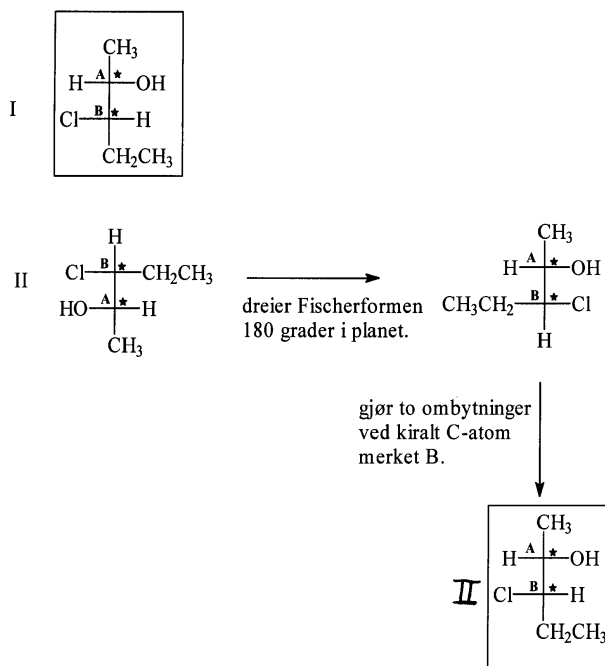 CH3
A ★
H OH
I
B ★
Cl H
CH2CH3
H
II
B
Cl ★ CH2CH3
A
HO ★ H
CH3
dreier Fischerformen
180 grader i planet.
CH3
A ★
H OH
B ★
CH3CH2 Cl
H
gjør to ombytninger
ved kiralt C-atom
merket B.
II
CH3
A ★
H OH
B ★
Cl H
CH2CH3